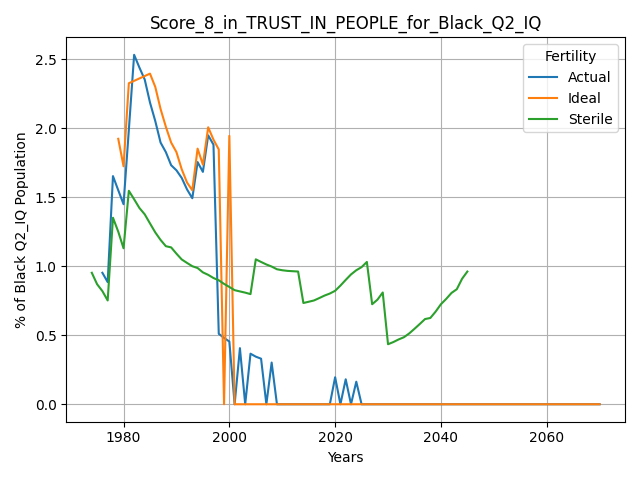 Score_8_in_TRUST_IN_PEOPLE_for_Black_Q2_IQ
Fertility
Actual
Ideal
Sterile
% of Black Q2_IQ Population
2.5
2.0
1.5
1.0
0.5
0.0
1980 2000 2020 2040 2060
Years